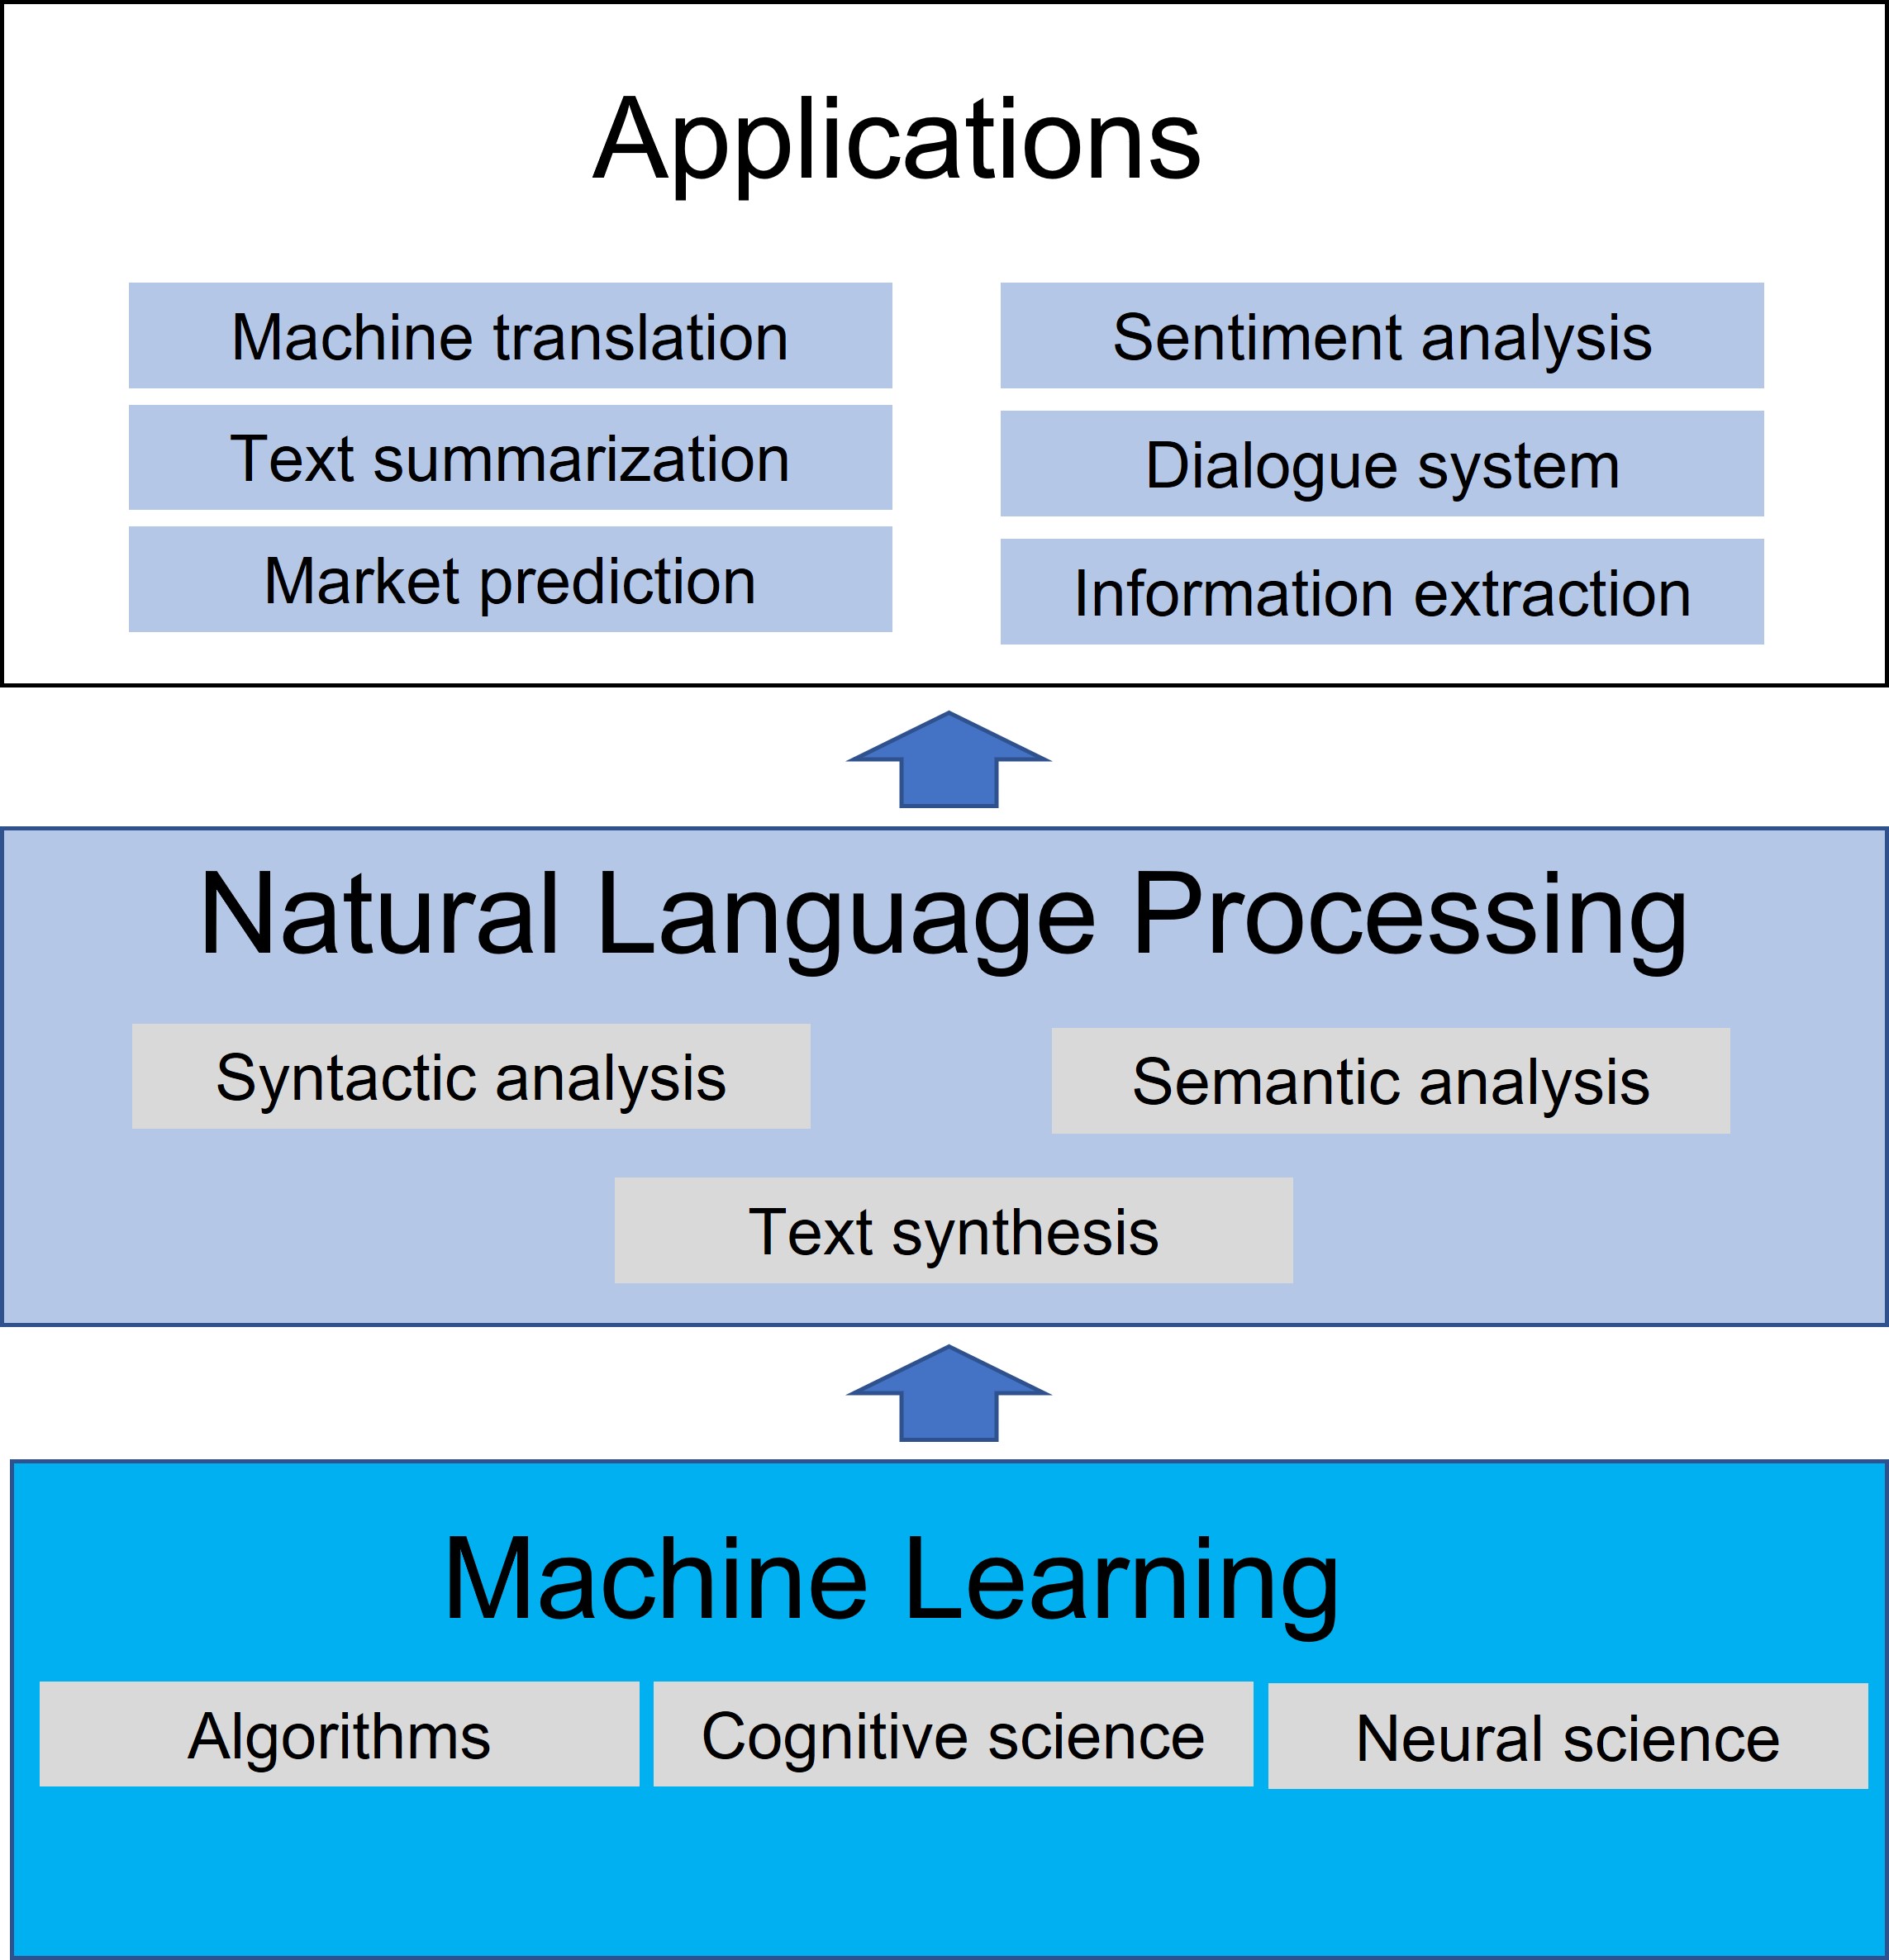 Applications
Machine translation
Sentiment analysis
Text summarization
Dialogue system
Market prediction
Information extraction
Natural Language Processing
Syntactic analysis
Semantic analysis
Text synthesis
Machine Learning
Algorithms
Cognitive science
Neural science